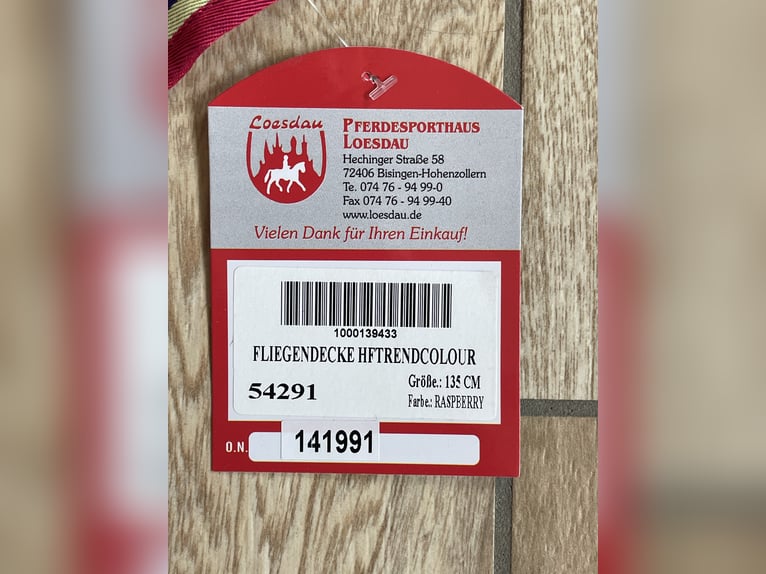 Loesdau
PFERDESPORTHAUS
LOESDAU
Hechinger Straße 58
72406 Bisingen-Hohenzollern
Te. 074 76 - 94 99-0
Fax 074 76 - 94 99-40
www.loesdau.de
Vielen Dank für Ihren Einkauf!
1000139433
FLIEGENDECKE HFTRENDCOLOUR
Größe.: 135 CM
54291
Farbe.: RASPBERRY
O.N.
141991